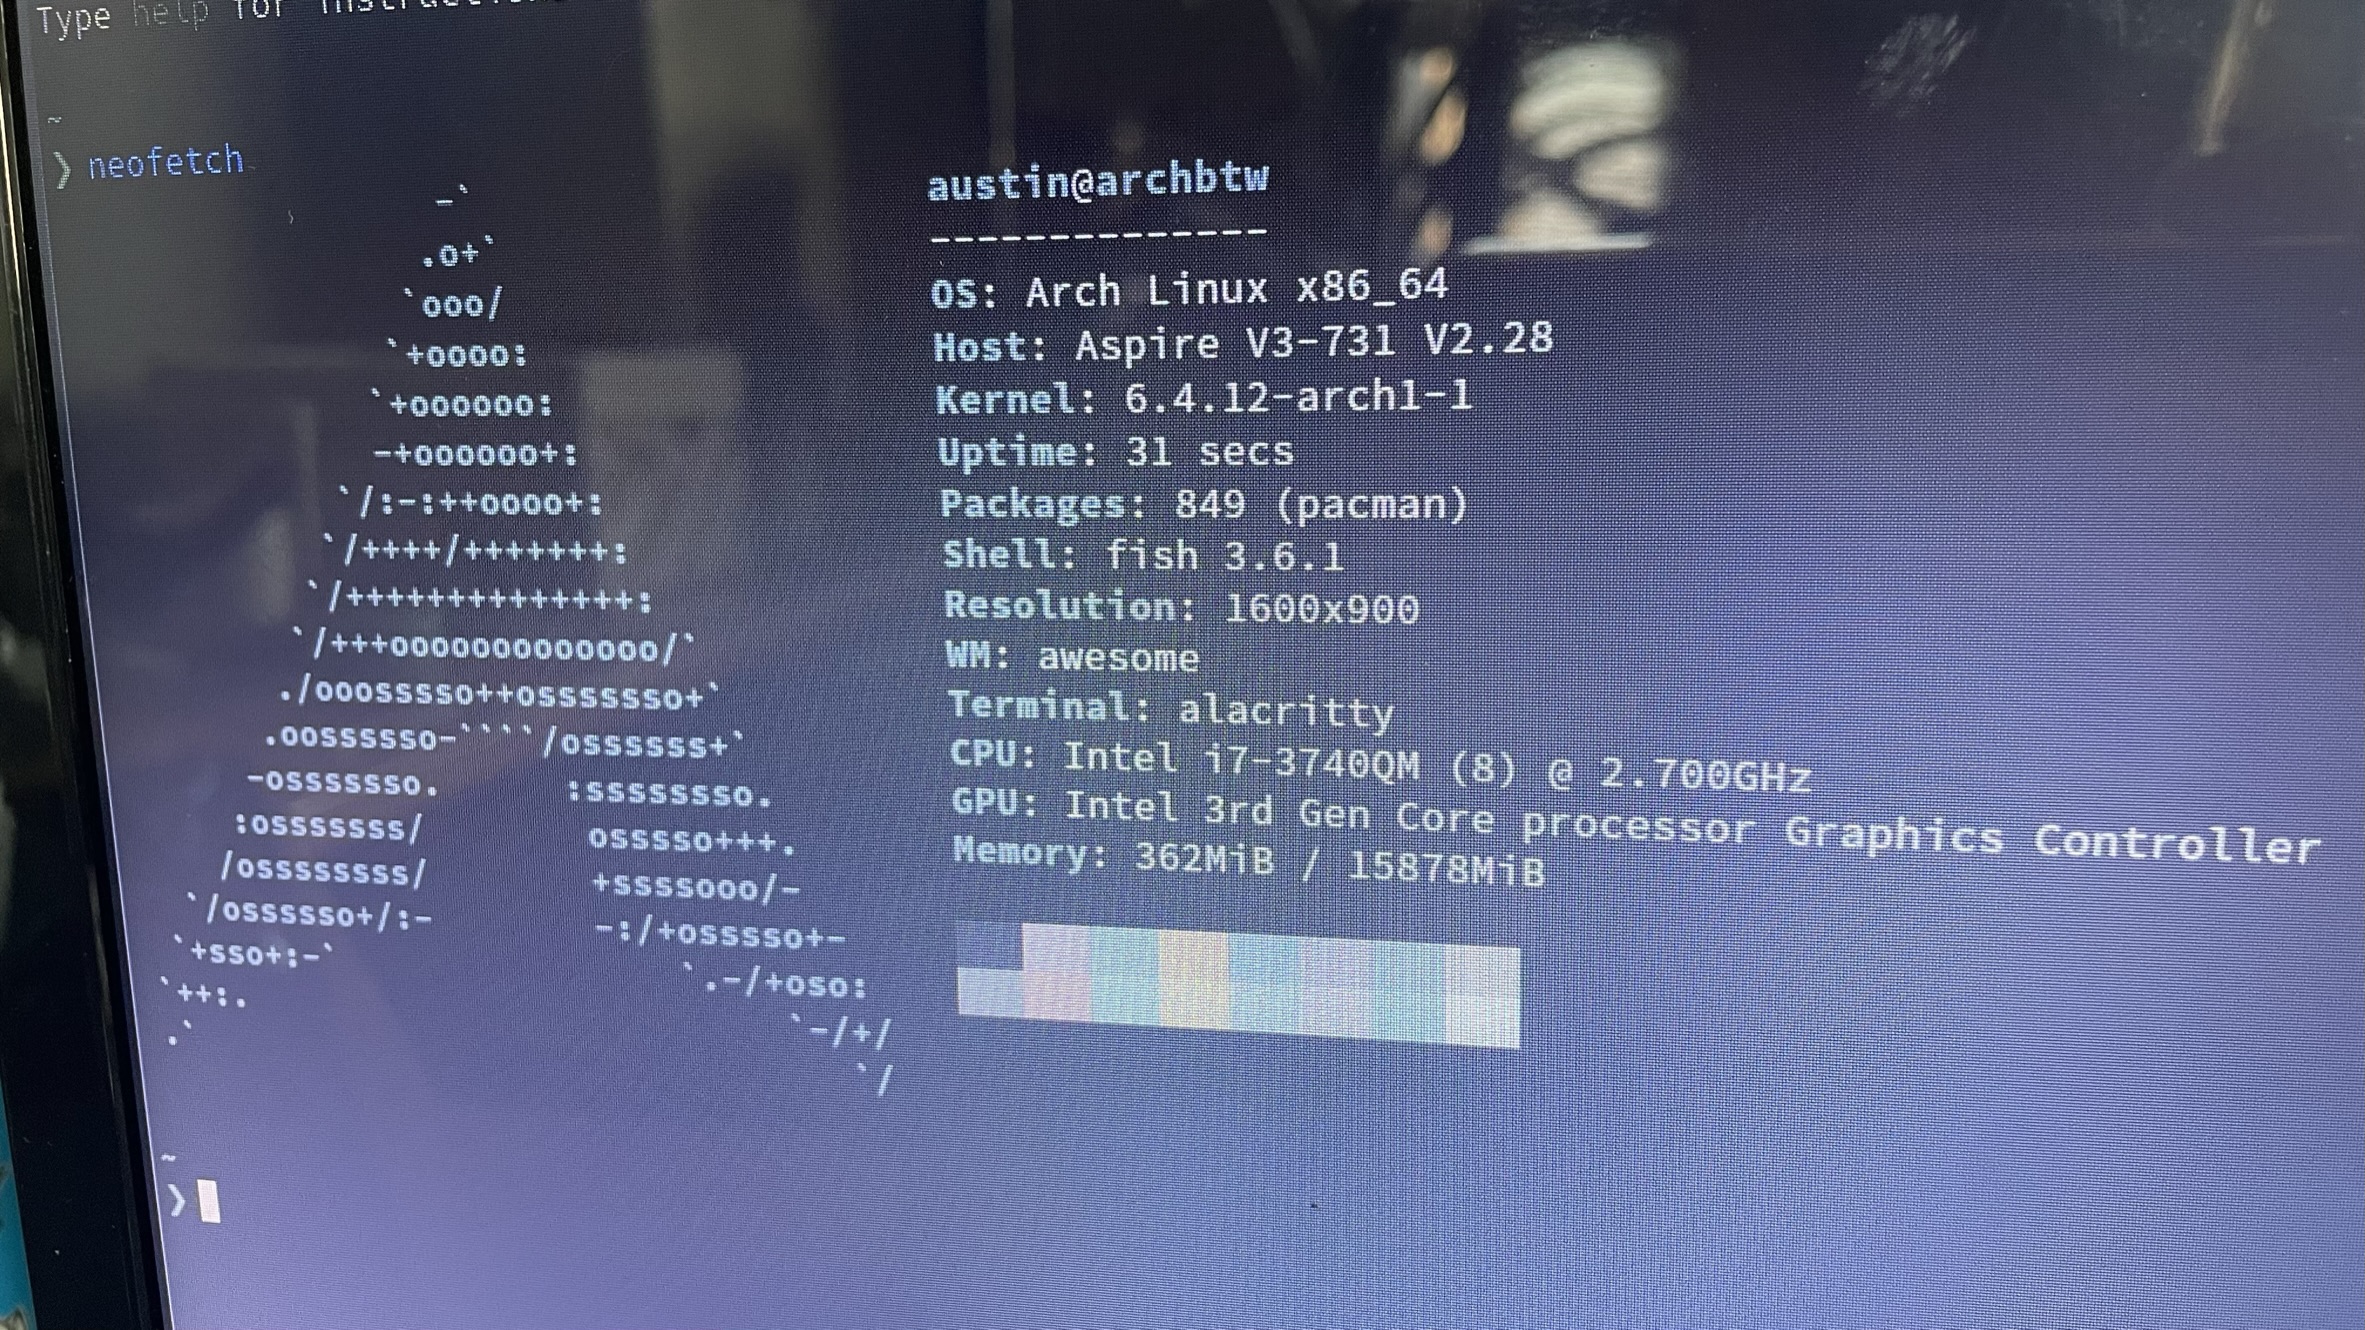 Type help for
~
❯ neofetch
-`
.o+`
`ooo/
`+oooo:
`+oooooo:
-+oooooo+:
`/:-:++oooo+:
`/++++/+++++++:
`/++++++++++++++:
`/+++ooooooooooooo/`
./ooosssso++osssssso+`
.oossssso-````/ossssss+`
-osssssso.      :ssssssso.
:osssssss/        osssso+++.
/ossssssss/        +ssssooo/-
`/ossssso+/:-        -:/+osssso+-
`+sso+:-`                 `.-/+oso:
`++:.                           `-/+/
.`                                 `/
austin@archbtw
--------------
OS: Arch Linux x86_64
Host: Aspire V3-731 V2.28
Kernel: 6.4.12-arch1-1
Uptime: 31 secs
Packages: 849 (pacman)
Shell: fish 3.6.1
Resolution: 1600x900
WM: awesome
Terminal: alacritty
CPU: Intel i7-3740QM (8) @ 2.700GHz
GPU: Intel 3rd Gen Core processor Graphics Controller
Memory: 362MiB / 15878MiB
~
❯